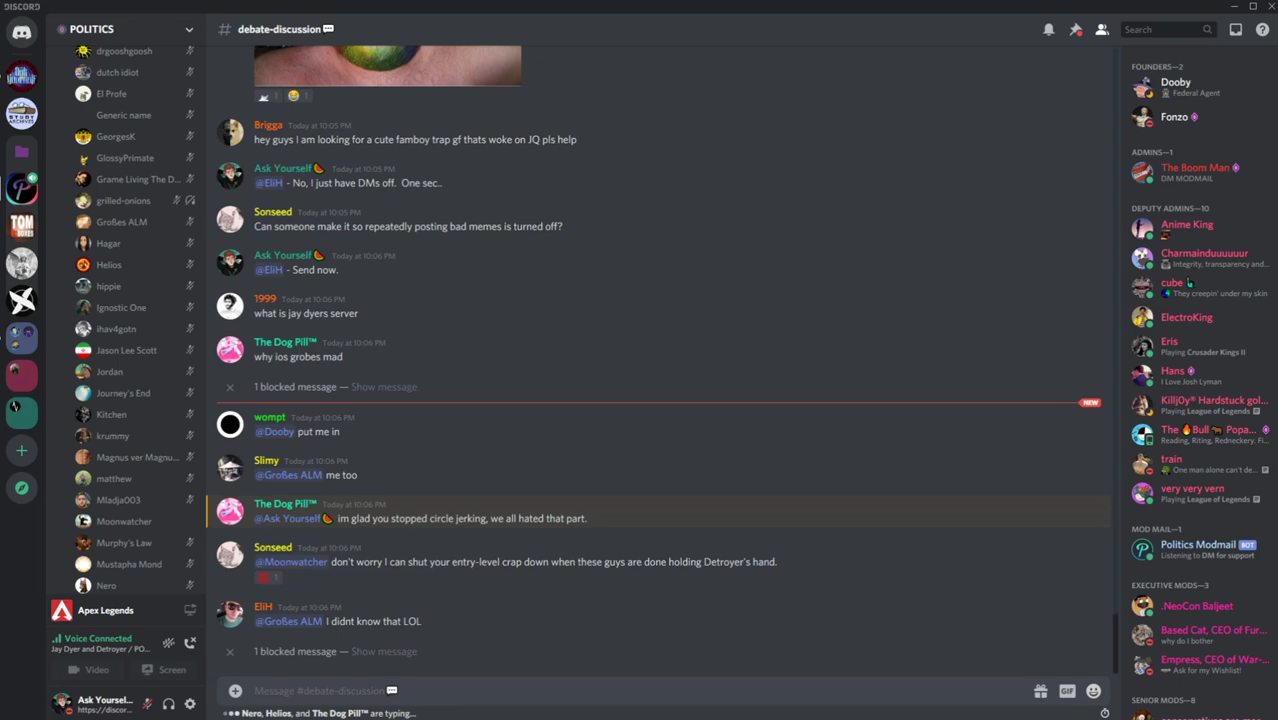 DISCORD
POLITICS
drgooshgoosh
dutch idiot
El Profe
Generic name
GeorgesK
GlossyPrimate
Grame Living The D...
grilled-onions
Großes ALM
Hagar
Helios
hippie
Ignostic One
ihav4gotn
Jason Lee Scott
Jordan
Journey's End
Kitchen
krummy
Magnus ver Magnu...
matthew
Mladja003
Moonwatcher
Murphy's Law
Mustapha Mond
Nero
Apex Legends
Voice Connected
Jay Dyer and Detroyer / PO...
Video Screen
Ask Yoursel...
https://discor...
# debate-discussion
Search
1 1
Brigga Today at 10:05 PM
hey guys I am looking for a cute famboy trap gf thats woke on JQ pls help
Ask Yourself Today at 10:05 PM
@EliH - No, I just have DMs off. One sec..
Sonseed Today at 10:05 PM
Can someone make it so repeatedly posting bad memes is turned off?
Ask Yourself Today at 10:06 PM
@EliH - Send now.
1999 Today at 10:06 PM
what is jay dyers server
The Dog Pill™ Today at 10:06 PM
why ios grobes mad
1 blocked message — Show message
NEW
wompt Today at 10:06 PM
@Dooby put me in
Slimy Today at 10:06 PM
@Großes ALM me too
The Dog Pill™ Today at 10:06 PM
@Ask Yourself im glad you stopped circle jerking, we all hated that part.
Sonseed Today at 10:06 PM
@Moonwatcher don't worry I can shut your entry-level crap down when these guys are done holding Detroyer's hand.
1
EliH Today at 10:06 PM
@Großes ALM I didnt know that LOL
1 blocked message — Show message
Message #debate-discussion
GIF
Nero, Helios, and The Dog Pill™ are typing...
FOUNDERS—2
Dooby
Federal Agent
Fonzo
ADMINS—1
The Boom Man
DM MODMAIL
DEPUTY ADMINS—10
Anime King
Charmainduuuuuur
Integrity, transparency and...
cube
They creepin' under my skin
ElectroKing
Eris
Playing Crusader Kings II
Hans
I Love Josh Lyman
Killj0y® Hardstuck gol...
Playing League of Legends
The Bull Popa...
Reading, Riting, Redneckery. Fi...
train
One man alone can't de...
very very vern
Playing League of Legends
MOD MAIL—1
Politics Modmail BOT
Listening to DM for support
EXECUTIVE MODS—3
.NeoCon Baljeet
Based Cat, CEO of Fur...
why do I bother
Empress, CEO of War-...
Ask for my Wishlist!
SENIOR MODS—8